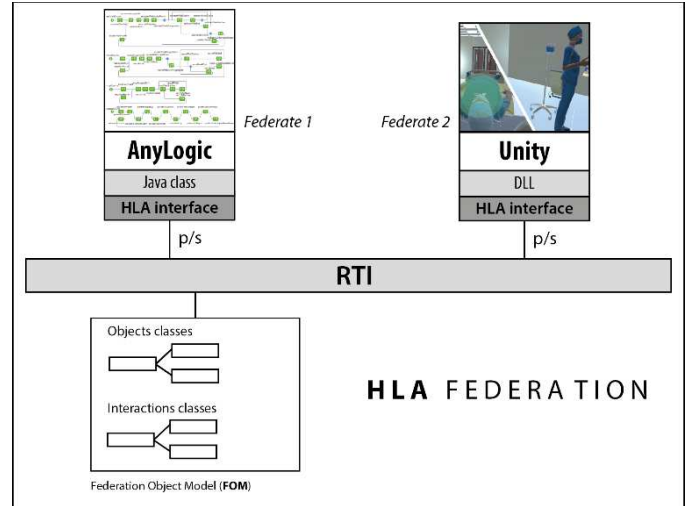 Federate 1
Federate 2
AnyLogic
Unity
Java class
DLL
HLA interface
HLA interface
p/s
p/s
RTI
Objects classes
HLA FEDERATION
Interactions classes
Federation Object Model (FOM)